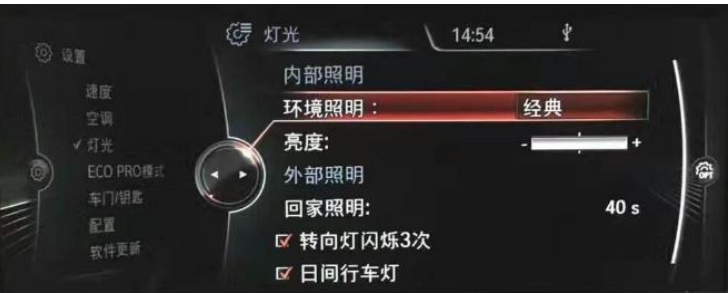 灯光
14:54
设置
速度
空调
灯光
ECO PRO模式
车门/钥匙
配置
软件更新
内部照明
环境照明: 经典
亮度: - +
外部照明
回家照明: 40 s
转向灯闪烁3次
日间行车灯
OPT